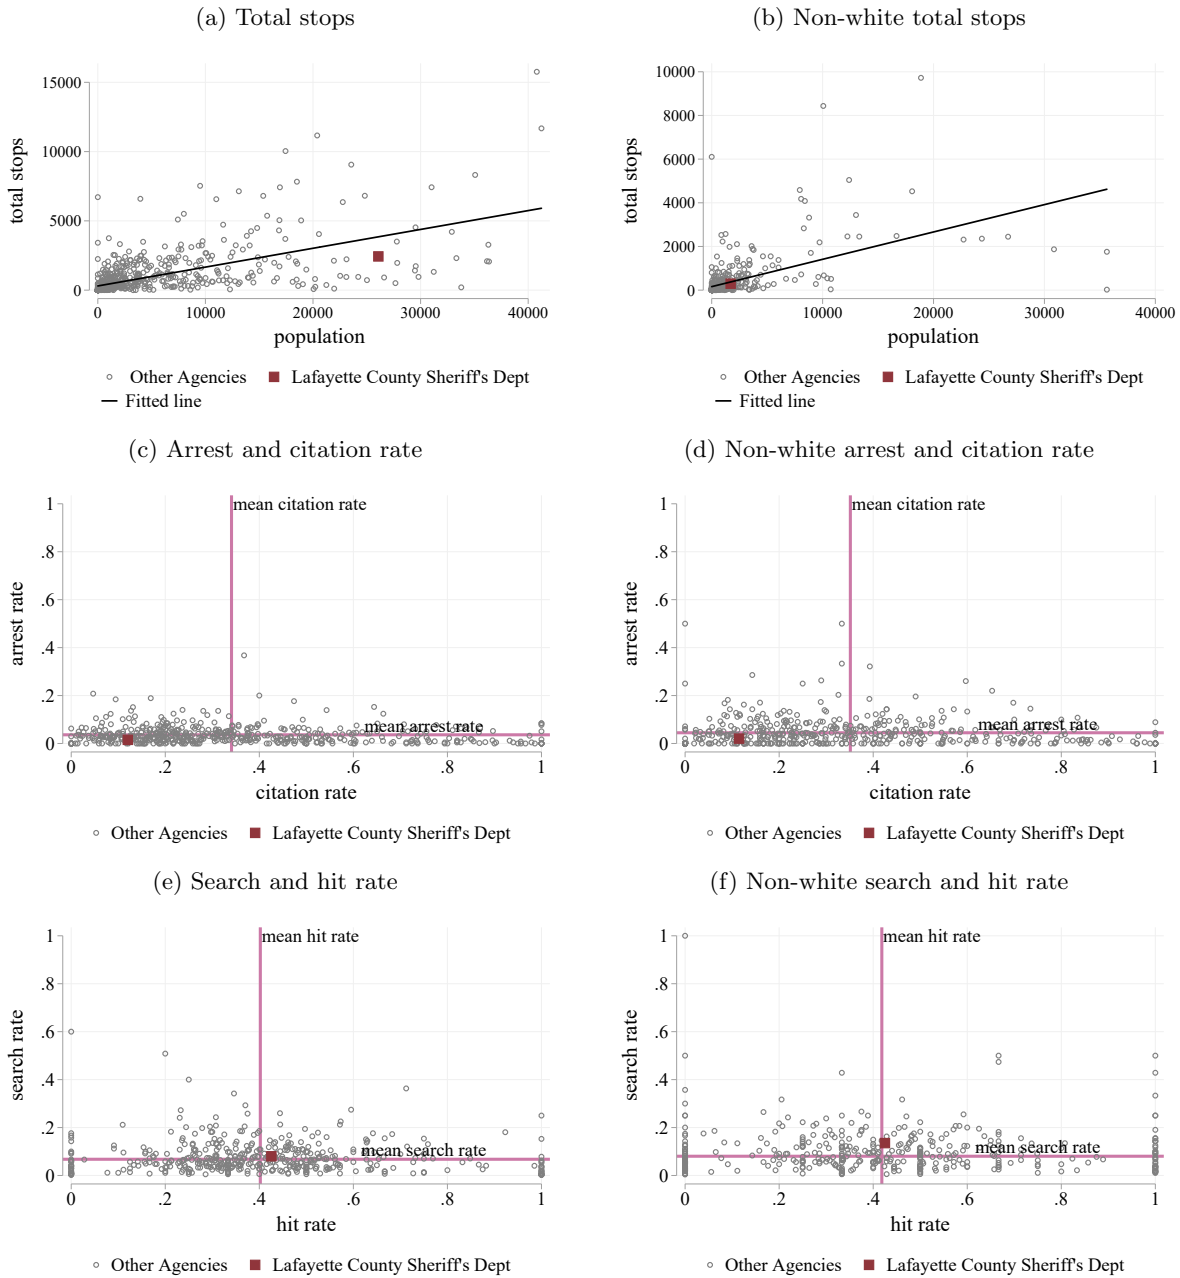 (a) Total stops
(b) Non-white total stops
total stops
15000
10000
5000
0
0 10000 20000 30000 40000
population
Other Agencies Lafayette County Sheriff's Dept
Fitted line
total stops
10000
8000
6000
4000
2000
0
0 10000 20000 30000 40000
population
Other Agencies Lafayette County Sheriff's Dept
Fitted line
(c) Arrest and citation rate
(d) Non-white arrest and citation rate
arrest rate
1
.8
.6
.4
.2
0
mean citation rate
mean arrest rate
0 .2 .4 .6 .8 1
citation rate
Other Agencies Lafayette County Sheriff's Dept
arrest rate
1
.8
.6
.4
.2
0
mean citation rate
mean arrest rate
0 .2 .4 .6 .8 1
citation rate
Other Agencies Lafayette County Sheriff's Dept
(e) Search and hit rate
(f) Non-white search and hit rate
search rate
1
.8
.6
.4
.2
0
mean hit rate
mean search rate
0 .2 .4 .6 .8 1
hit rate
Other Agencies Lafayette County Sheriff's Dept
search rate
1
.8
.6
.4
.2
0
mean hit rate
mean search rate
0 .2 .4 .6 .8 1
hit rate
Other Agencies Lafayette County Sheriff's Dept